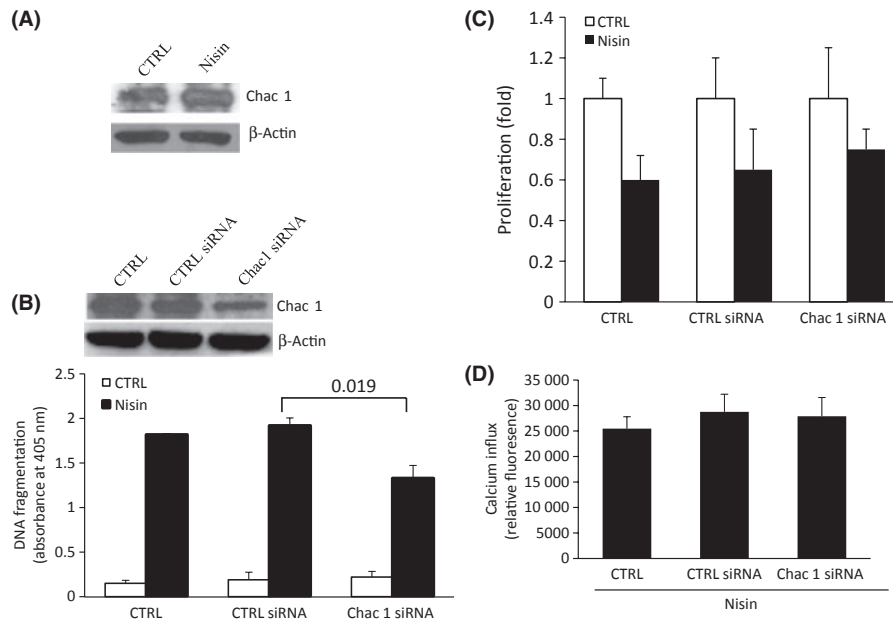 (A)
CTRL
Nisin
Chac 1
β-Actin
CTRL
CTRL siRNA
Chac1 siRNA
(B)
Chac 1
β-Actin
2.5
2
1.5
1
0.5
0
DNA fragmentation
(absorbance at 405 nm)
CTRL
Nisin
0.019
CTRL
CTRL siRNA
Chac 1 siRNA
(C)
1.4
1.2
1
0.8
0.6
0.4
0.2
0
Proliferation (fold)
CTRL
Nisin
CTRL
CTRL siRNA
Chac 1 siRNA
(D)
35 000
30 000
25 000
20 000
15 000
10 000
5 000
0
Calcium influx
(relative fluoresence)
CTRL
CTRL siRNA
Chac 1 siRNA
Nisin